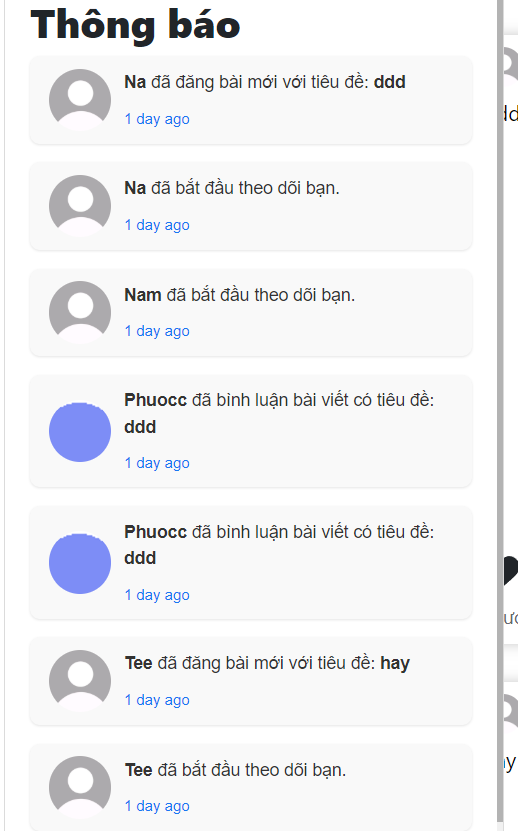 Thông báo
Na đã đăng bài mới với tiêu đề: ddd
1 day ago
Na đã bắt đầu theo dõi bạn.
1 day ago
Nam đã bắt đầu theo dõi bạn.
1 day ago
Phuocc đã bình luận bài viết có tiêu đề:
ddd
1 day ago
Phuocc đã bình luận bài viết có tiêu đề:
ddd
1 day ago
Tee đã đăng bài mới với tiêu đề: hay
1 day ago
Tee đã bắt đầu theo dõi bạn.
1 day ago